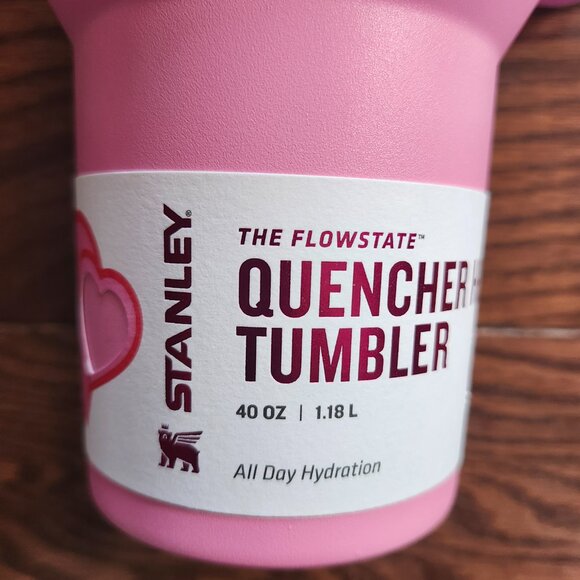 STANLEY®
THE FLOWSTATE™
QUENCHER
TUMBLER
40 OZ | 1.18 L
All Day Hydration